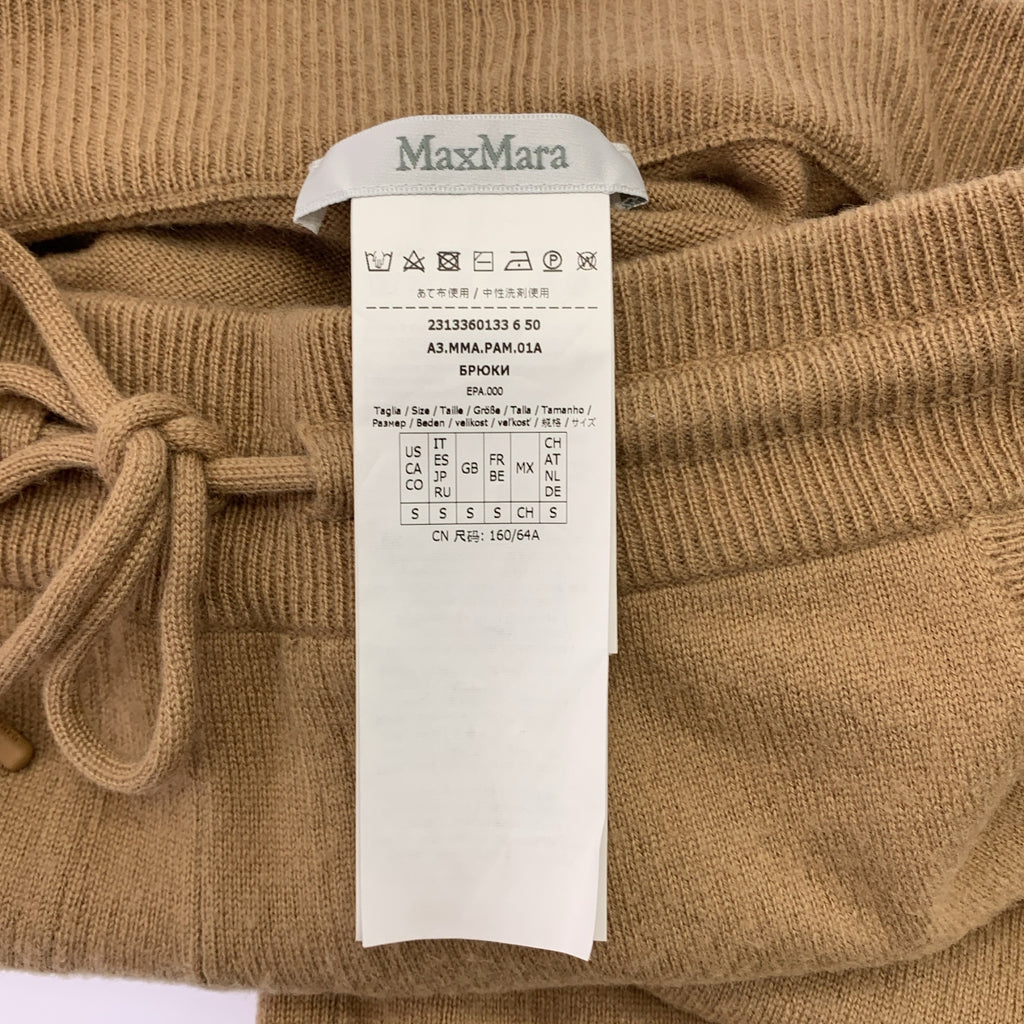 MaxMara
あて布使用 / 中性洗剤使用
2313360133 6 50
A3.MMA.PAM.01A
БРЮКИ
EPA.000
Taglia / Size / Taille / Größe / Talla / Tamanho /
Размер / Beden / velikost / veľkosť / 规格 / サイズ
US CA CO IT ES JP RU GB FR BE MX CH AT NL DE
S S S S CH S
CN 尺码: 160/64A